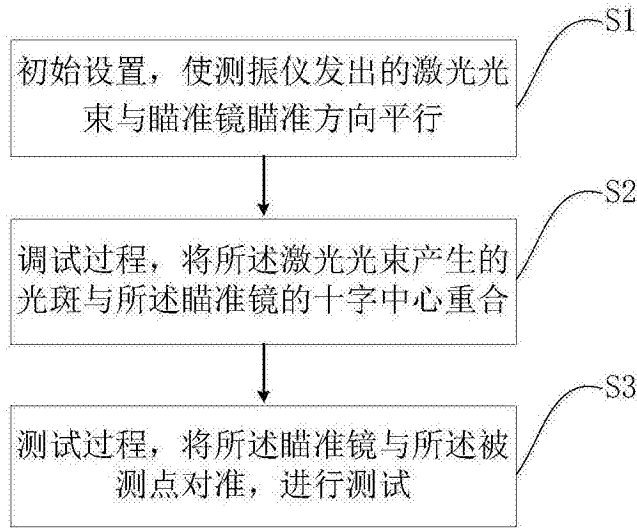 S1
初始设置，使测振仪发出的激光光
束与瞄准镜瞄准方向平行
S2
调试过程，将所述激光光束产生的
光斑与所述瞄准镜的十字中心重合
S3
测试过程，将所述瞄准镜与所述被
测点对准，进行测试